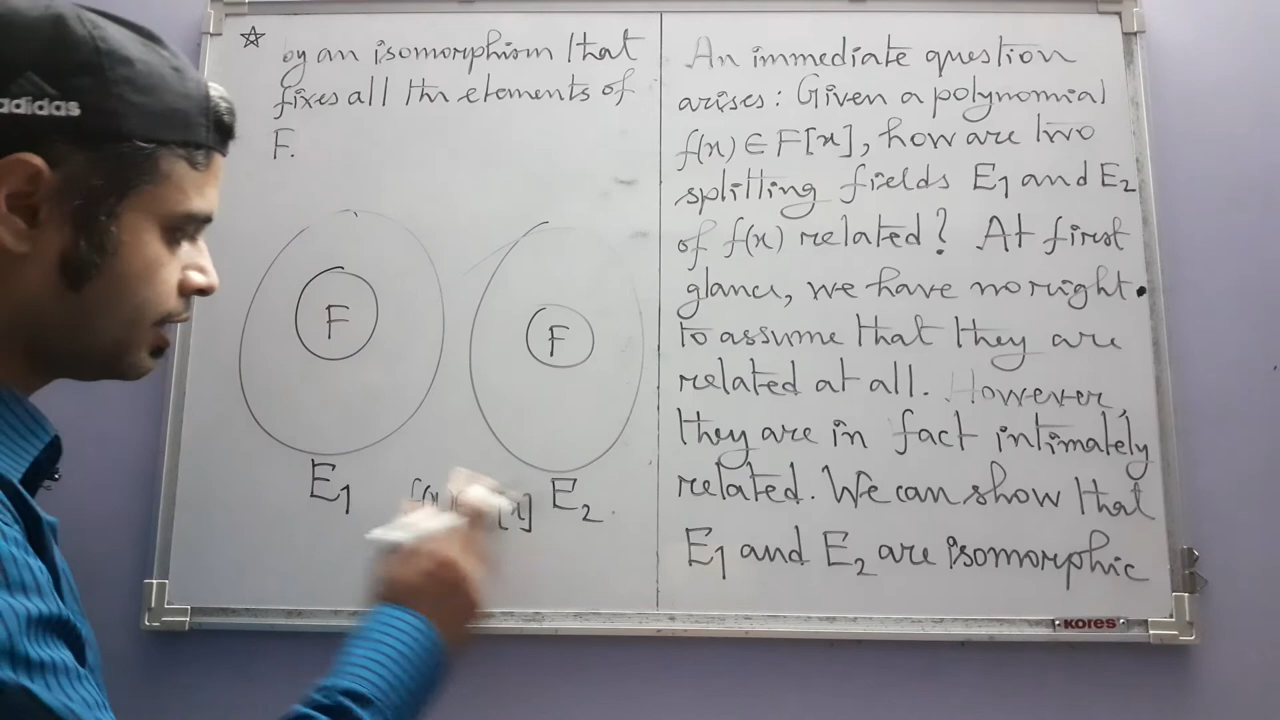 adidas
☆ by an isomorphism that
fixes all the elements of
F.
F
F
E1
E2
An immediate question
arises: Given a polynomial
f(x) ∈ F[x], how are two
splitting fields E1 and E2
of f(x) related? At first
glance, we have no right
to assume that they are
related at all. However,
they are in fact intimately
related. We can show that
E1 and E2 are isomorphic
KORES